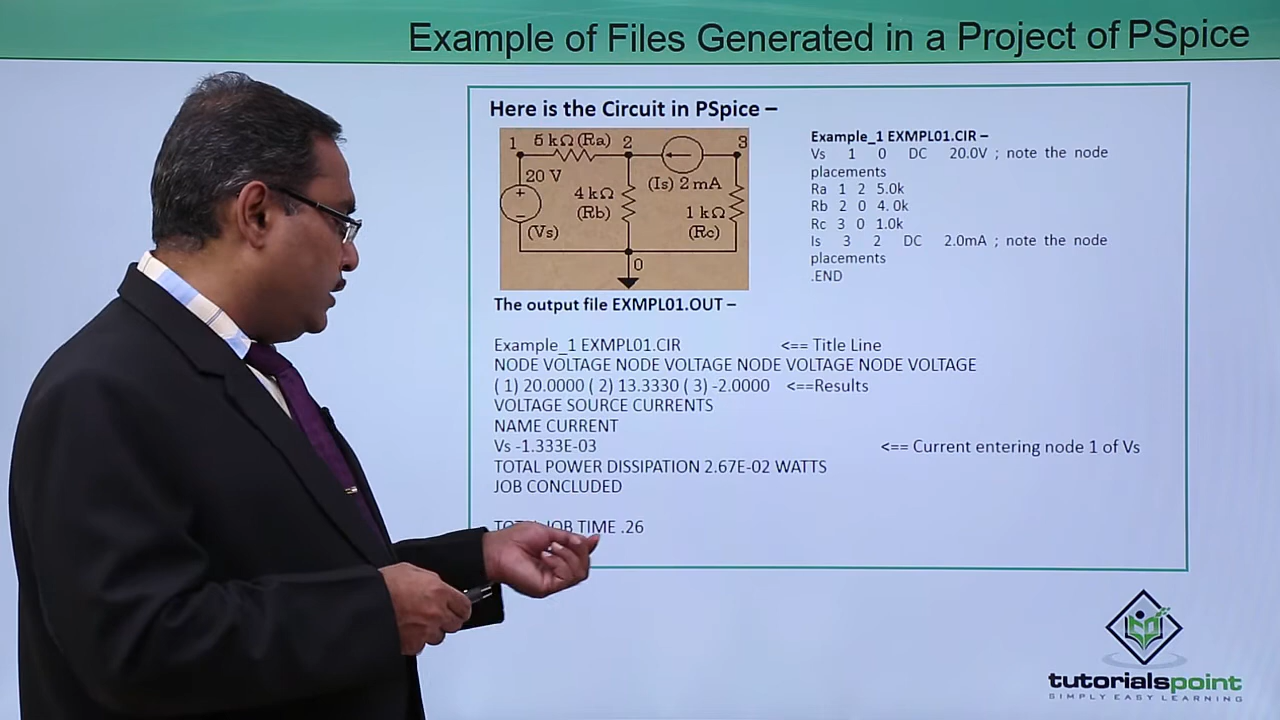 Example of Files Generated in a Project of PSpice
Here is the Circuit in PSpice –
1 5 kΩ (Ra) 2 3
20 V
+
4 kΩ (Is) 2 mA
(Rb) 1 kΩ
−
(Vs) (Rc)
0
Example_1 EXMPL01.CIR –
Vs 1 0 DC 20.0V ; note the node
placements
Ra 1 2 5.0k
Rb 2 0 4. 0k
Rc 3 0 1.0k
Is 3 2 DC 2.0mA ; note the node
placements
.END
The output file EXMPL01.OUT –
Example_1 EXMPL01.CIR <== Title Line
NODE VOLTAGE NODE VOLTAGE NODE VOLTAGE NODE VOLTAGE
( 1) 20.0000 ( 2) 13.3330 ( 3) -2.0000 <==Results
VOLTAGE SOURCE CURRENTS
NAME CURRENT
Vs -1.333E-03 <== Current entering node 1 of Vs
TOTAL POWER DISSIPATION 2.67E-02 WATTS
JOB CONCLUDED
TOTAL JOB TIME .26
tutorialspoint
SIMPLY EASY LEARNING